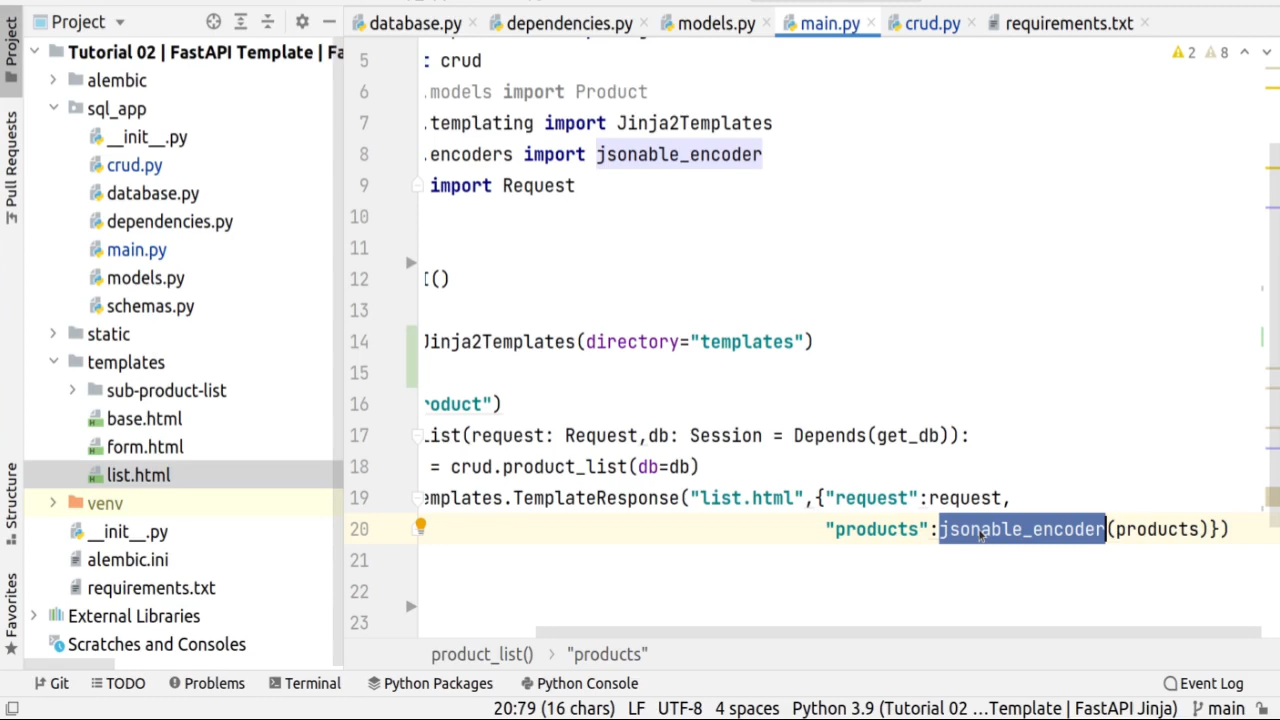 Project
database.py
dependencies.py
models.py
main.py
crud.py
requirements.txt
Project
Pull Requests
Structure
Favorites
Tutorial 02 | FastAPI Template | Fa
alembic
sql_app
__init__.py
crud.py
database.py
dependencies.py
main.py
models.py
schemas.py
static
templates
sub-product-list
base.html
form.html
list.html
venv
__init__.py
alembic.ini
requirements.txt
External Libraries
Scratches and Consoles
2 8
5 : crud
6 .models import Product
7 .templating import Jinja2Templates
8 .encoders import jsonable_encoder
9 import Request
10
11
12 I()
13
14 Jinja2Templates(directory="templates")
15
16 roduct")
17 List(request: Request,db: Session = Depends(get_db)):
18 = crud.product_list(db=db)
19 emplates.TemplateResponse("list.html",{"request":request,
20 "products":jsonable_encoder(products)})
21
22
23
product_list() > "products"
Git
TODO
Problems
Terminal
Python Packages
Python Console
Event Log
20:79 (16 chars) LF UTF-8 4 spaces Python 3.9 (Tutorial 02 ...Template | FastAPI Jinja) main